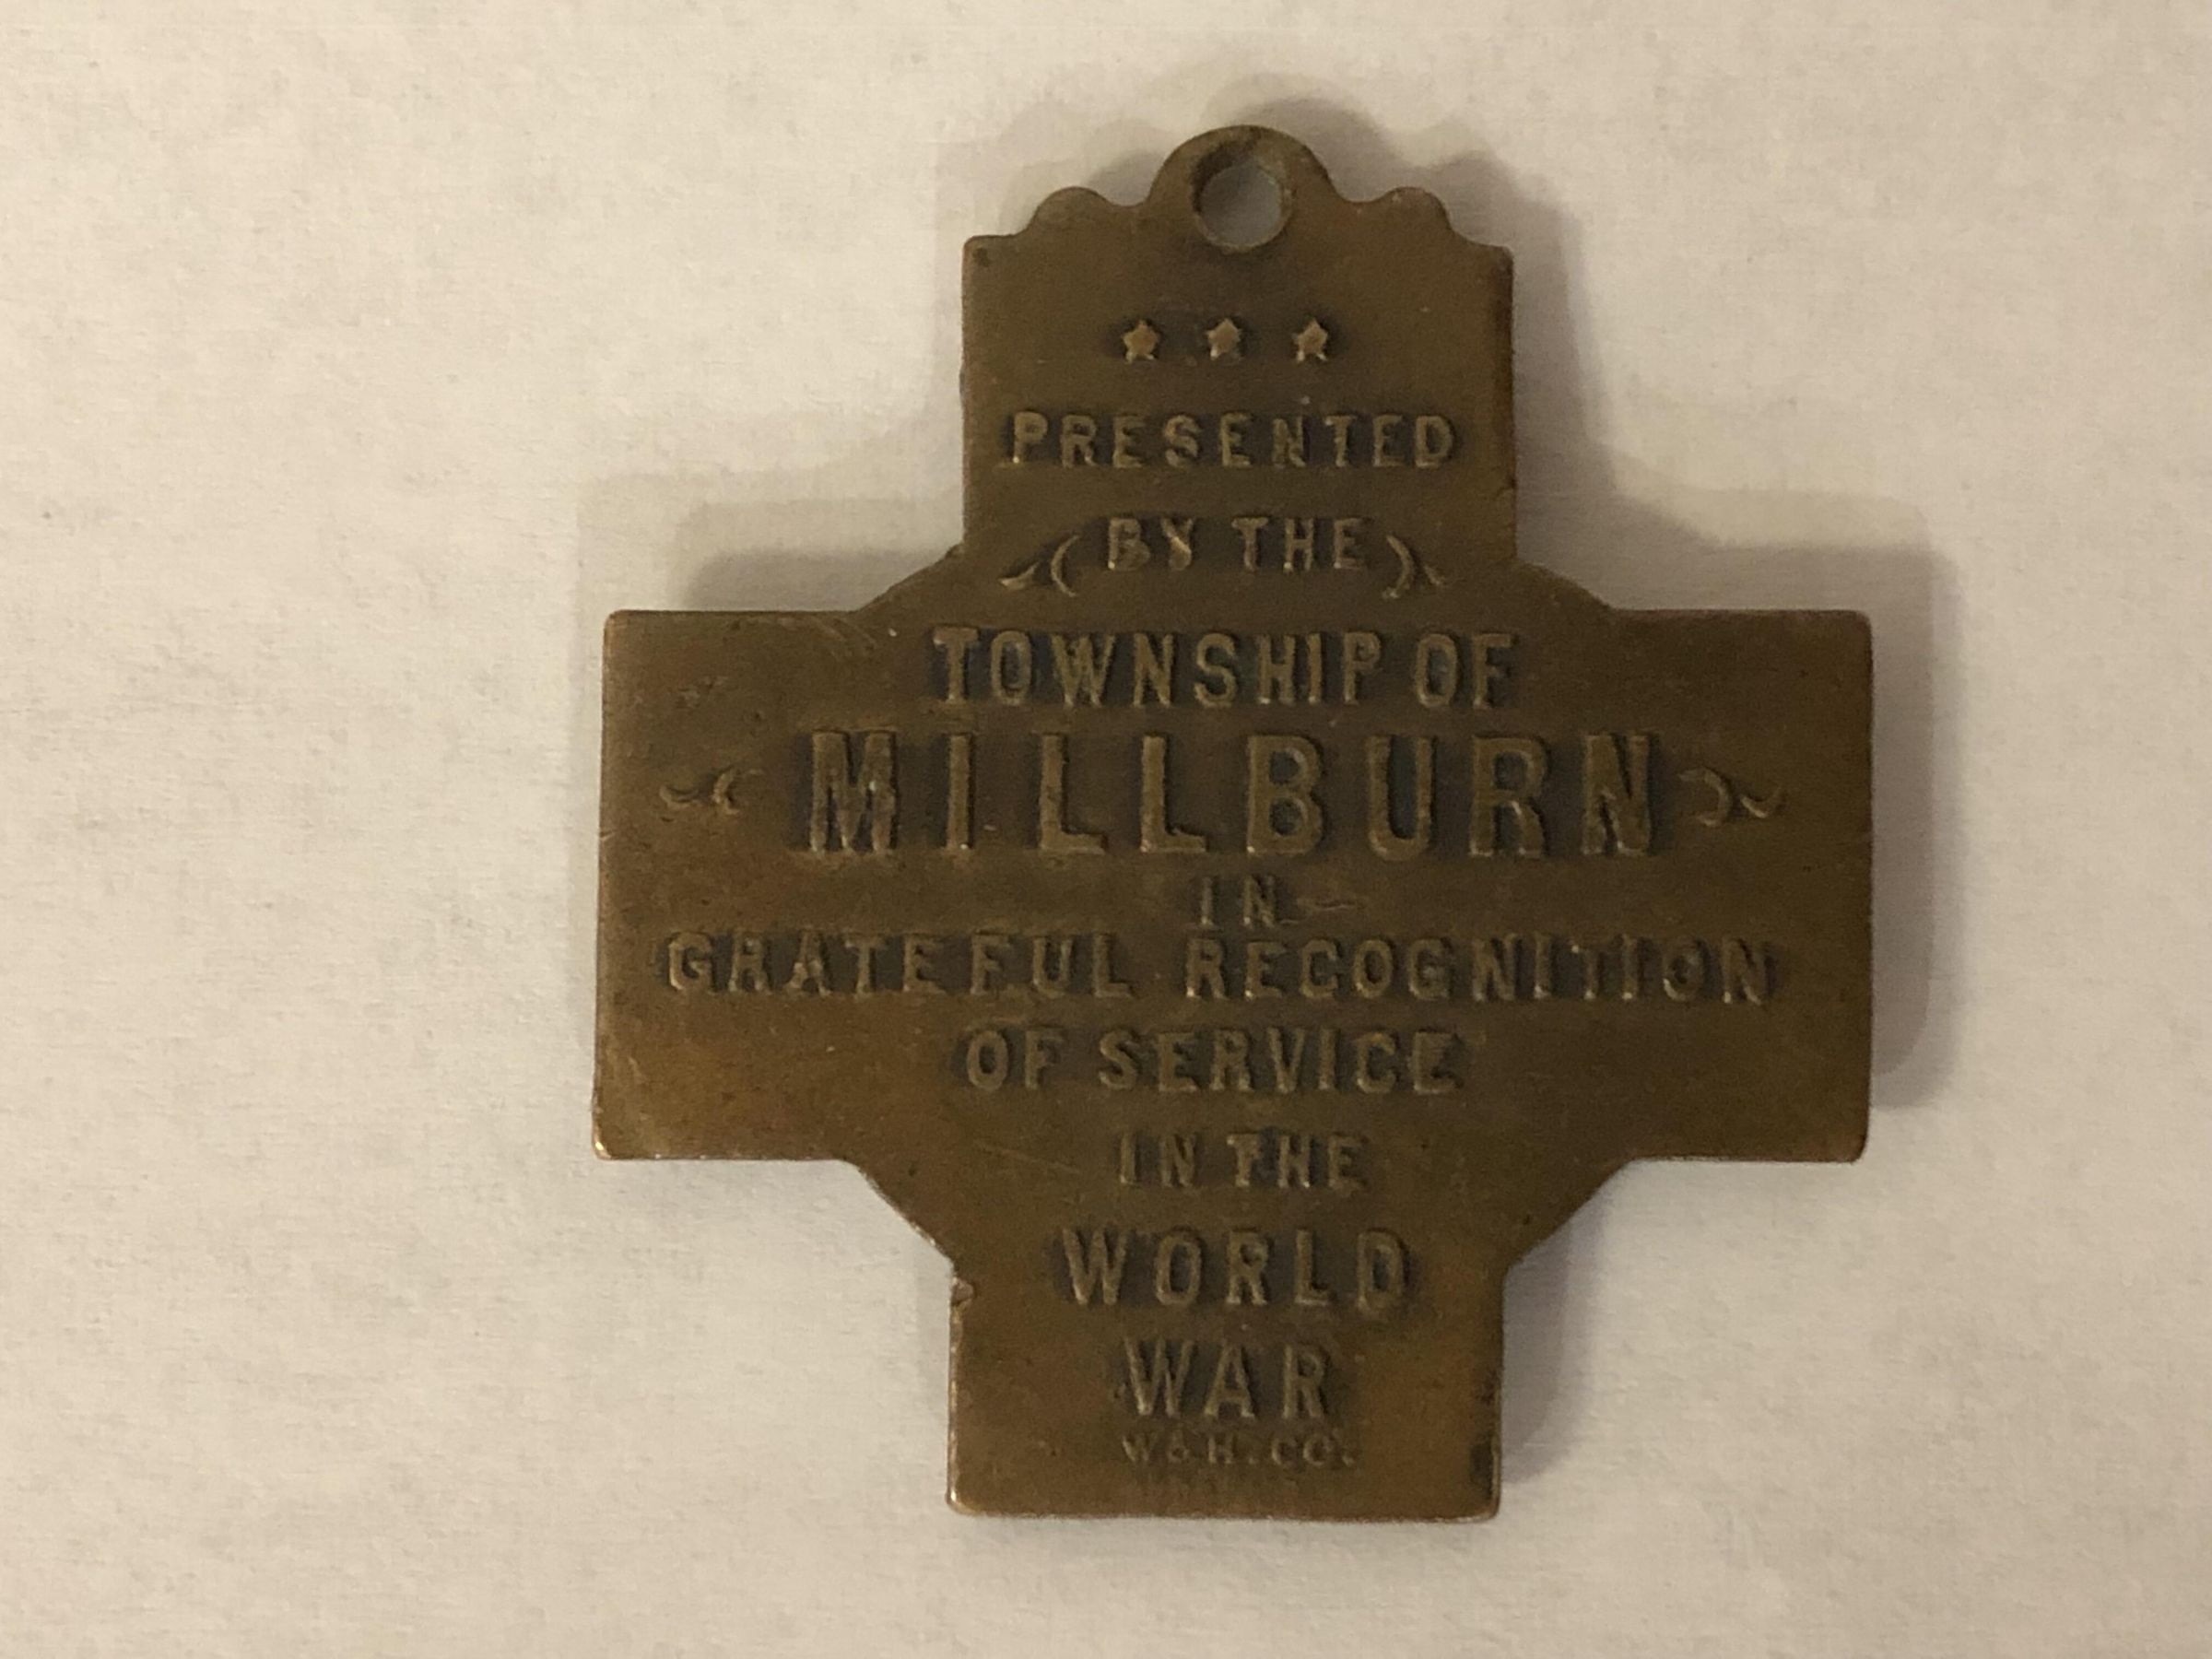 PRESENTED
BY THE
TOWNSHIP OF
MILLBURN
IN
GRATEFUL RECOGNITION
OF SERVICE
IN THE
WORLD
WAR
W & H. CO.